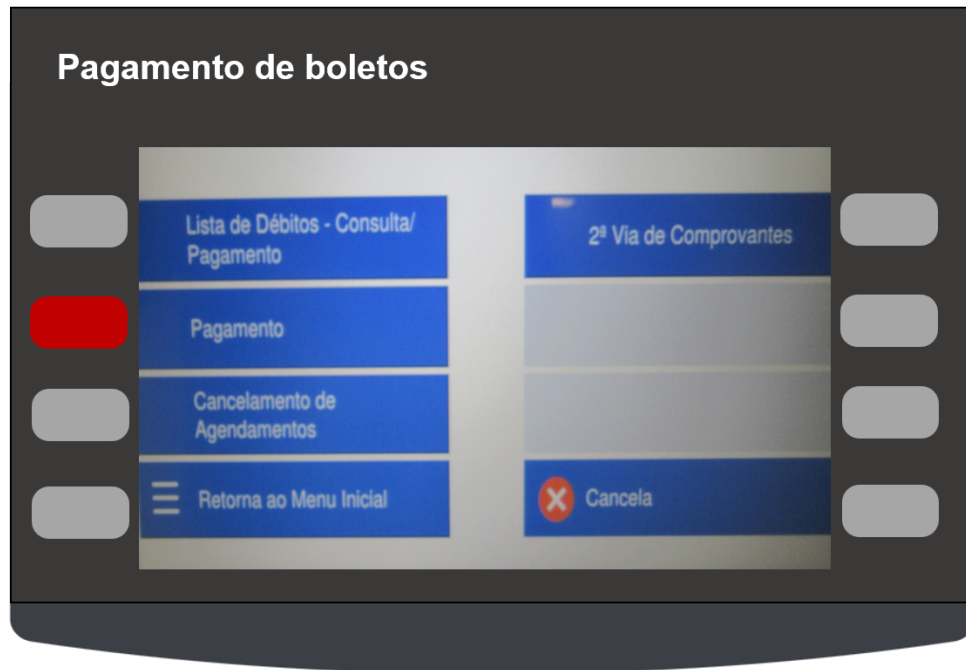 Pagamento de boletos
Lista de Débitos - Consulta/
Pagamento
2ª Via de Comprovantes
Pagamento
Cancelamento de
Agendamentos
Retorna ao Menu Inicial
Cancela